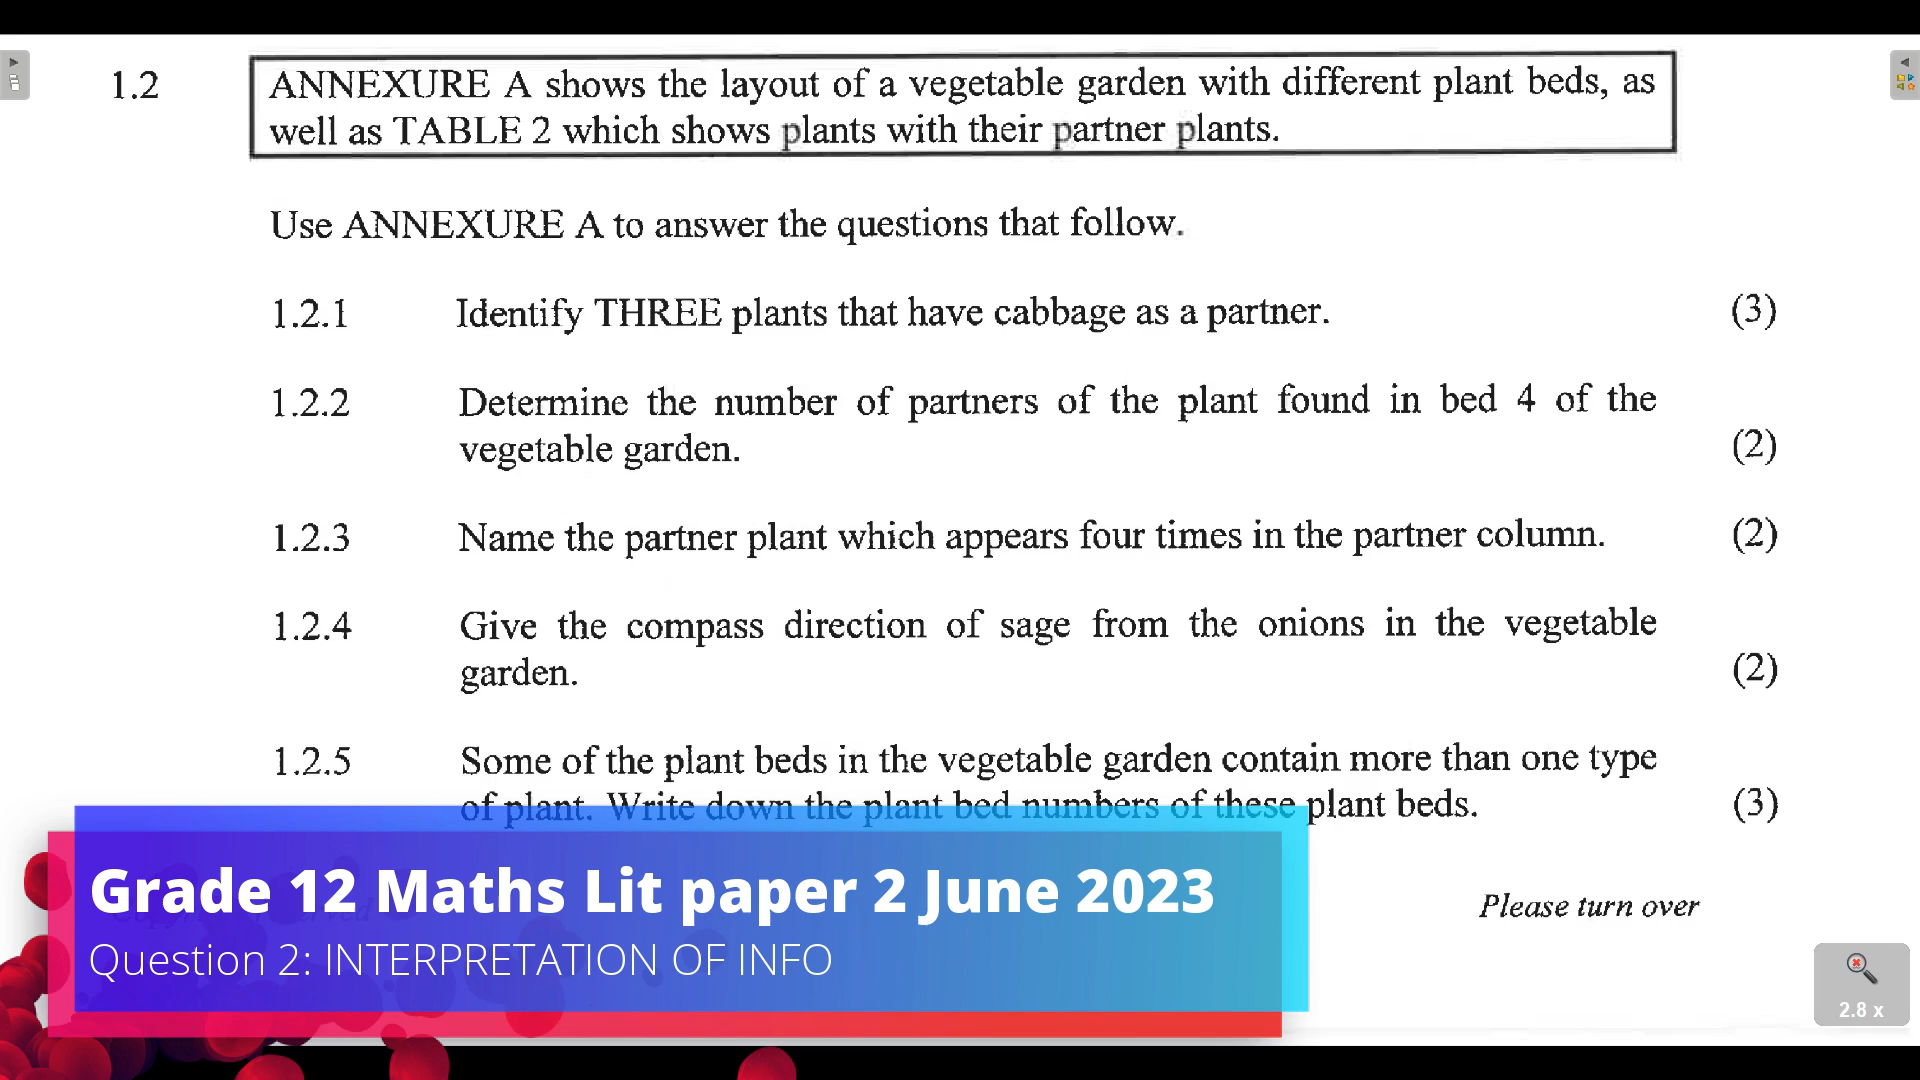 1.2 ANNEXURE A shows the layout of a vegetable garden with different plant beds, as
well as TABLE 2 which shows plants with their partner plants.
Use ANNEXURE A to answer the questions that follow.
1.2.1 Identify THREE plants that have cabbage as a partner. (3)
1.2.2 Determine the number of partners of the plant found in bed 4 of the
vegetable garden. (2)
1.2.3 Name the partner plant which appears four times in the partner column. (2)
1.2.4 Give the compass direction of sage from the onions in the vegetable
garden. (2)
1.2.5 Some of the plant beds in the vegetable garden contain more than one type
of plant. Write down the plant bed numbers of these plant beds. (3)
Grade 12 Maths Lit paper 2 June 2023
Question 2: INTERPRETATION OF INFO
Please turn over
2.8 x